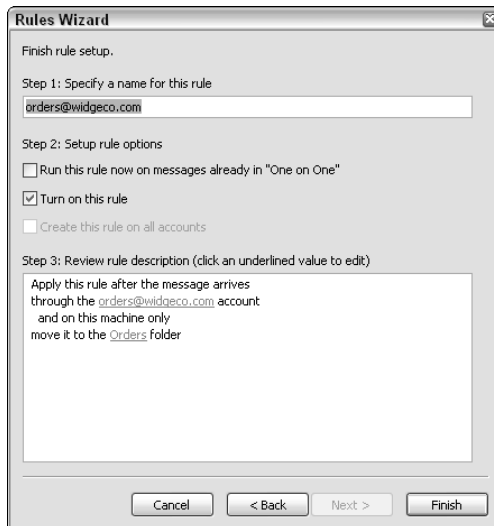 Rules Wizard
Finish rule setup.
Step 1: Specify a name for this rule
orders@widgeco.com
Step 2: Setup rule options
Run this rule now on messages already in "One on One"
Turn on this rule
Create this rule on all accounts
Step 3: Review rule description (click an underlined value to edit)
Apply this rule after the message arrives
through the orders@widgeco.com account
and on this machine only
move it to the Orders folder
Cancel < Back Next > Finish